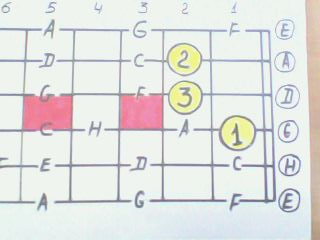 6 5 4 3 2 1
A G F E
D C 2 A
G F 3 D
C H A 1 G
E D C H
A G F E